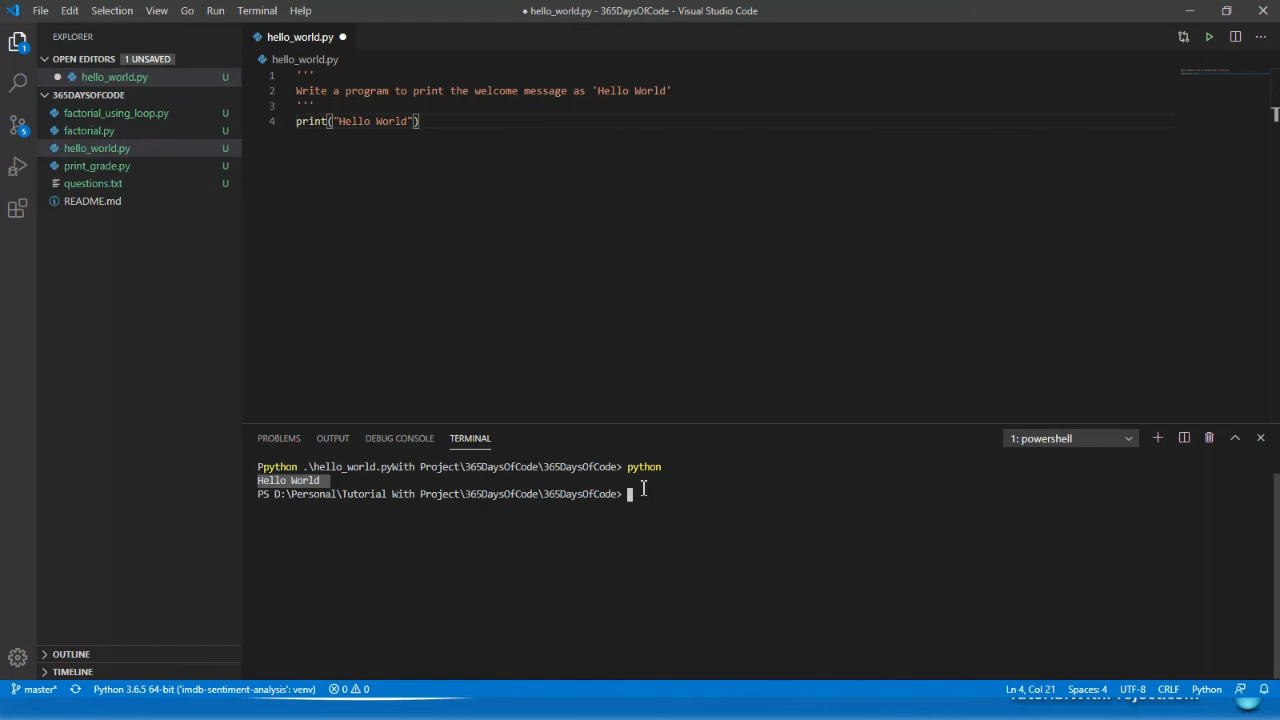 File Edit Selection View Go Run Terminal Help
● hello_world.py - 365DaysOfCode - Visual Studio Code
EXPLORER
hello_world.py
OPEN EDITORS 1 UNSAVED
hello_world.py U
365DAYSOFCODE
factorial_using_loop.py U
factorial.py U
hello_world.py U
print_grade.py U
questions.txt U
README.md
1
5
hello_world.py
1 '''
2 Write a program to print the welcome message as 'Hello World'
3 '''
4 print("Hello World")
PROBLEMS OUTPUT DEBUG CONSOLE TERMINAL
1: powershell
Ppython .\hello_world.pyWith Project\365DaysOfCode\365DaysOfCode> python
Hello World
PS D:\Personal\Tutorial With Project\365DaysOfCode\365DaysOfCode>
OUTLINE
TIMELINE
master* Python 3.6.5 64-bit ('imdb-sentiment-analysis': venv) 0 0
Ln 4, Col 21 Spaces: 4 UTF-8 CRLF Python